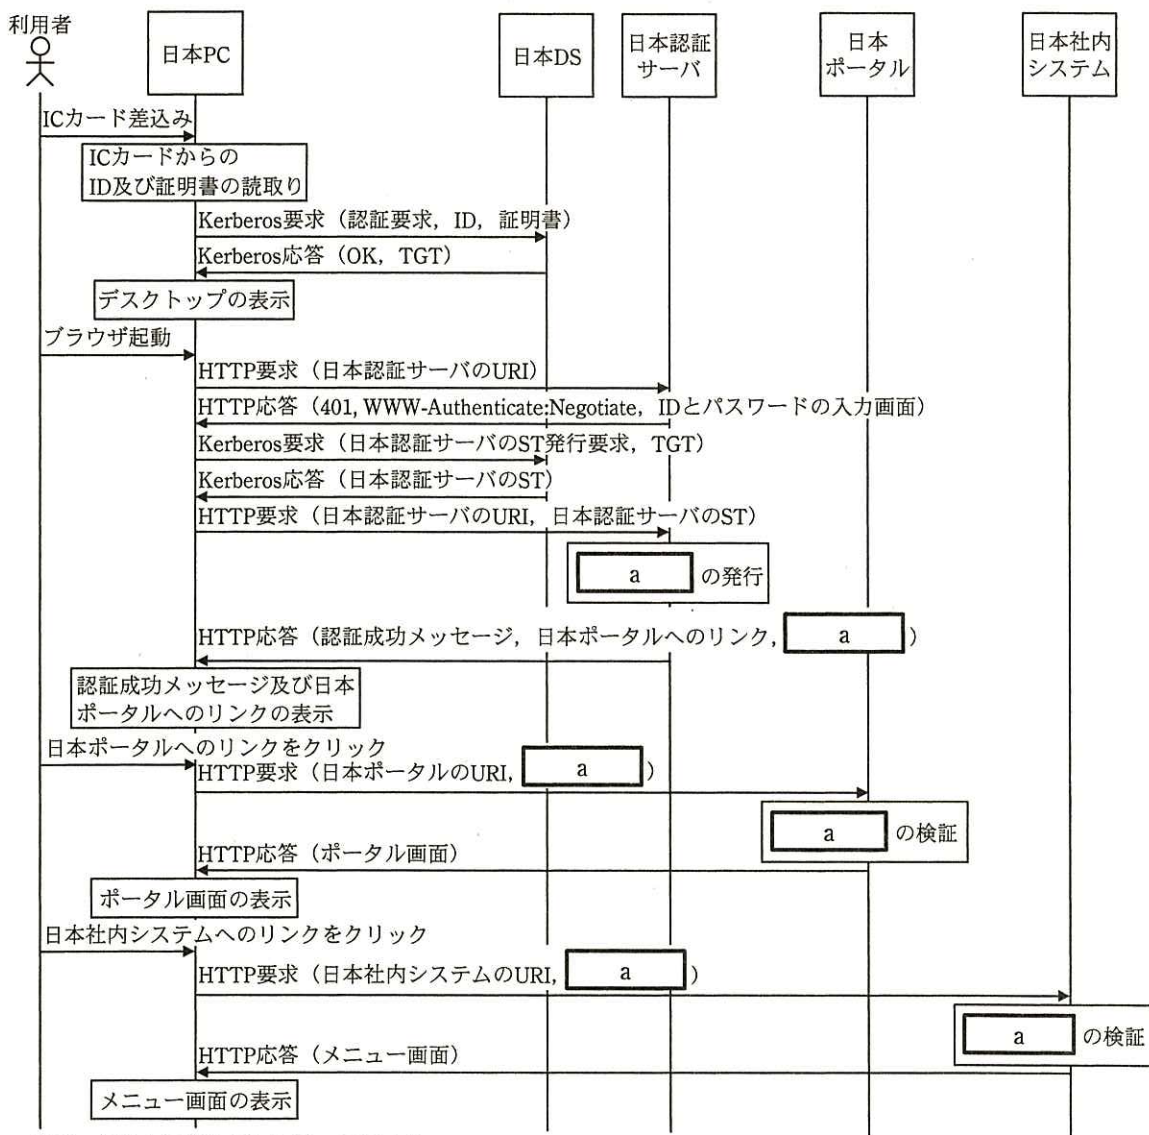 利用者
日本PC
日本DS
日本認証
サーバ
日本
ポータル
日本社内
システム
ICカード差込み
ICカードからの
ID及び証明書の読取り
Kerberos要求（認証要求，ID，証明書）
Kerberos応答（OK，TGT）
デスクトップの表示
ブラウザ起動
HTTP要求（日本認証サーバのURI）
HTTP応答（401, WWW-Authenticate:Negotiate，IDとパスワードの入力画面）
Kerberos要求（日本認証サーバのST発行要求，TGT）
Kerberos応答（日本認証サーバのST）
HTTP要求（日本認証サーバのURI，日本認証サーバのST）
a の発行
HTTP応答（認証成功メッセージ，日本ポータルへのリンク, a ）
認証成功メッセージ及び日本
ポータルへのリンクの表示
日本ポータルへのリンクをクリック
HTTP要求（日本ポータルのURI, a ）
a の検証
HTTP応答（ポータル画面）
ポータル画面の表示
日本社内システムへのリンクをクリック
HTTP要求（日本社内システムのURI, a ）
a の検証
HTTP応答（メニュー画面）
メニュー画面の表示